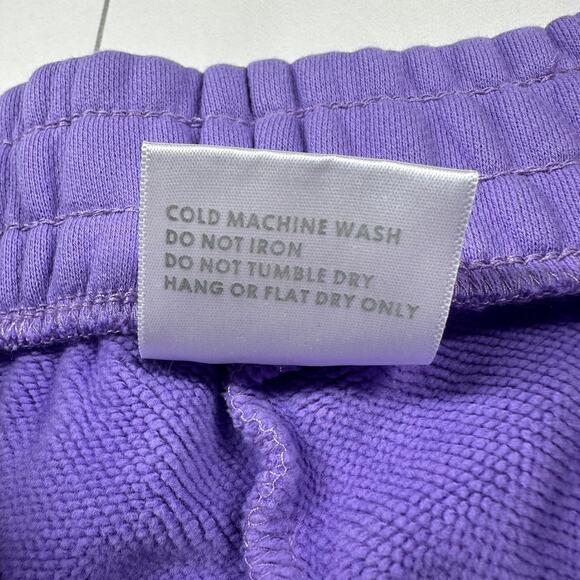 COLD MACHINE WASH
DO NOT IRON
DO NOT TUMBLE DRY
HANG OR FLAT DRY ONLY